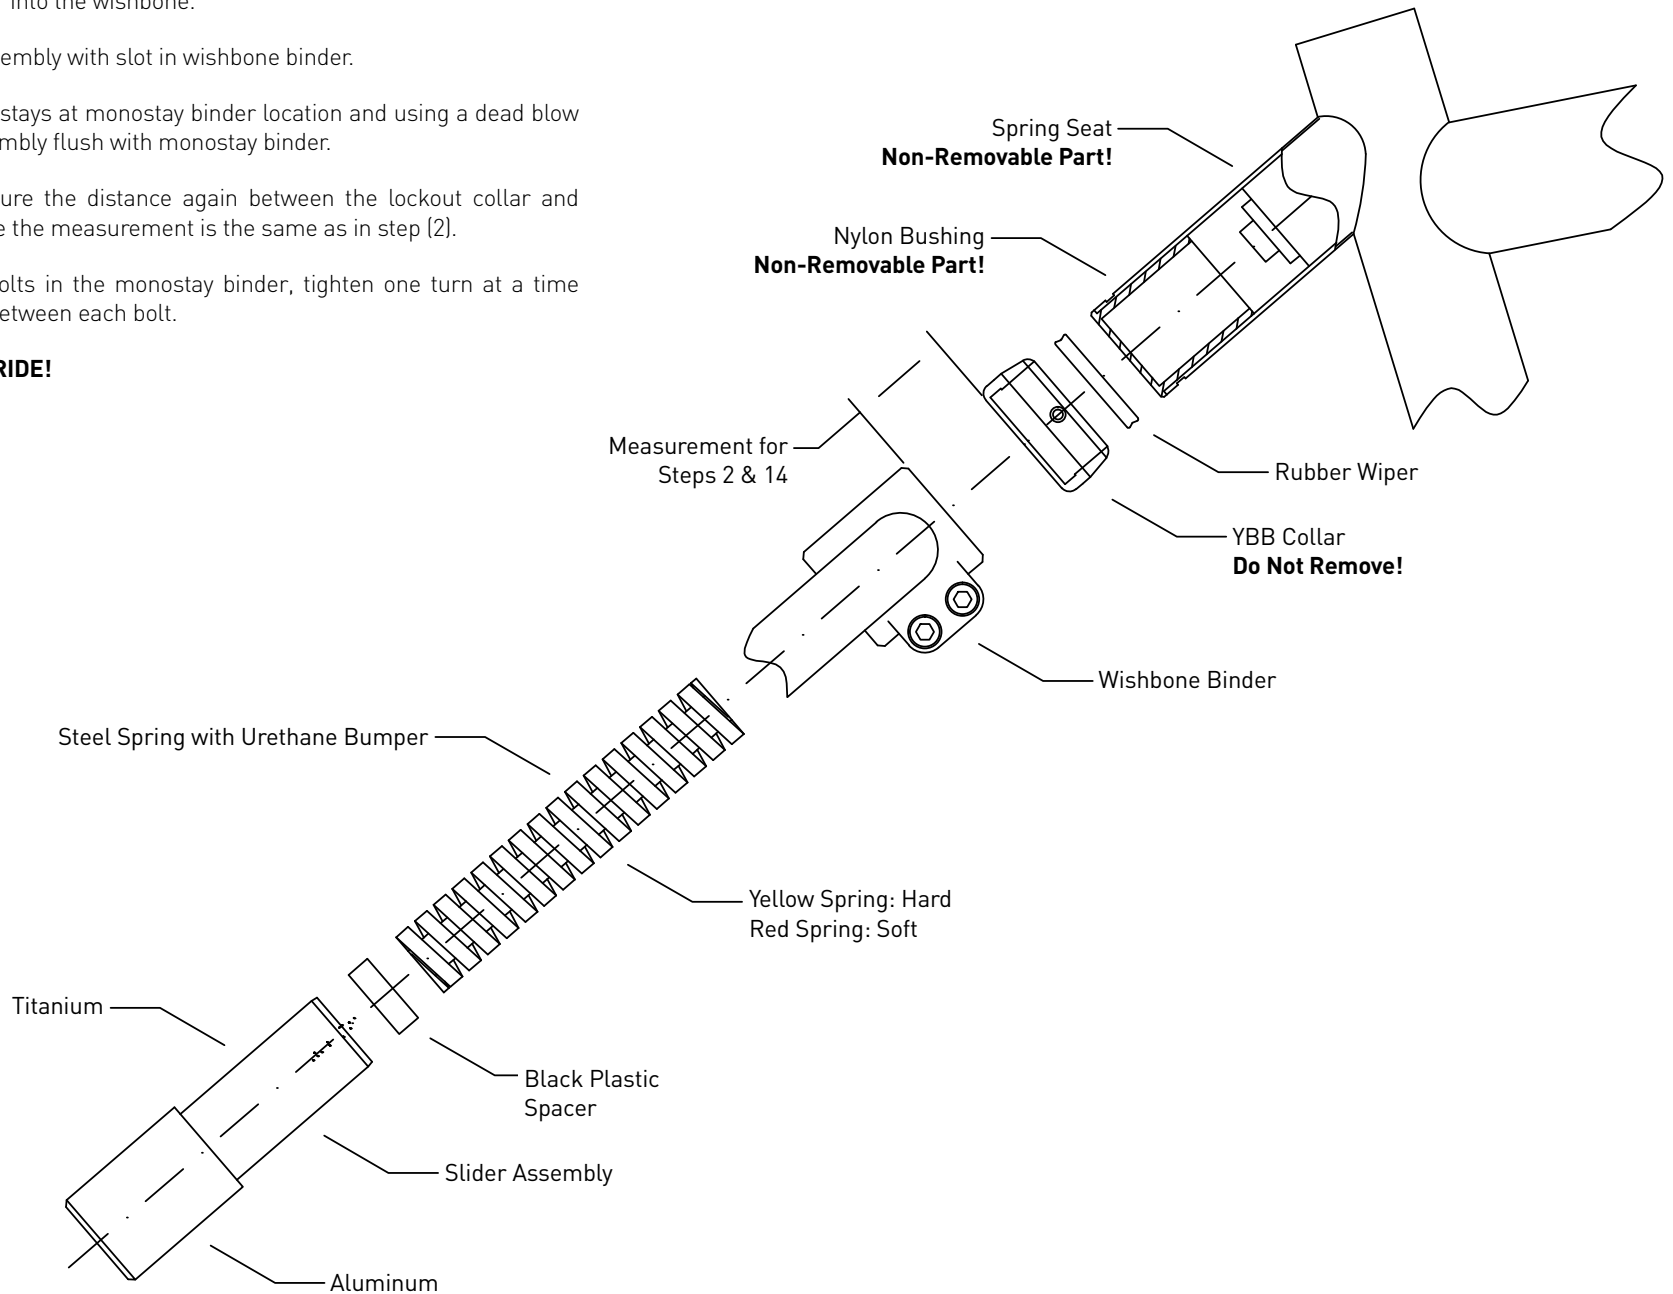 into the wishbone.
embly with slot in wishbone binder.
stays at monostay binder location and using a dead blow
mbly flush with monostay binder.
ure the distance again between the lockout collar and
e the measurement is the same as in step (2).
olts in the monostay binder, tighten one turn at a time
etween each bolt.
RIDE!
Spring Seat
Non-Removable Part!
Nylon Bushing
Non-Removable Part!
Measurement for
Steps 2 & 14
Rubber Wiper
YBB Collar
Do Not Remove!
Wishbone Binder
Steel Spring with Urethane Bumper
Yellow Spring: Hard
Red Spring: Soft
Titanium
Black Plastic
Spacer
Slider Assembly
Aluminum